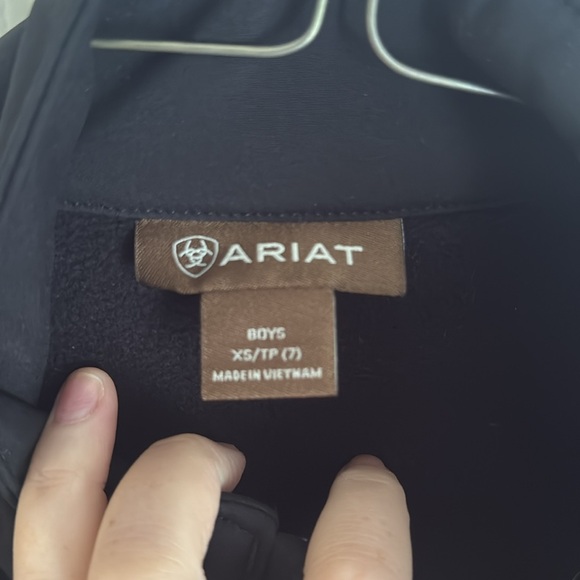 ARIAT
BOYS
XS/TP (7)
MADE IN VIETNAM